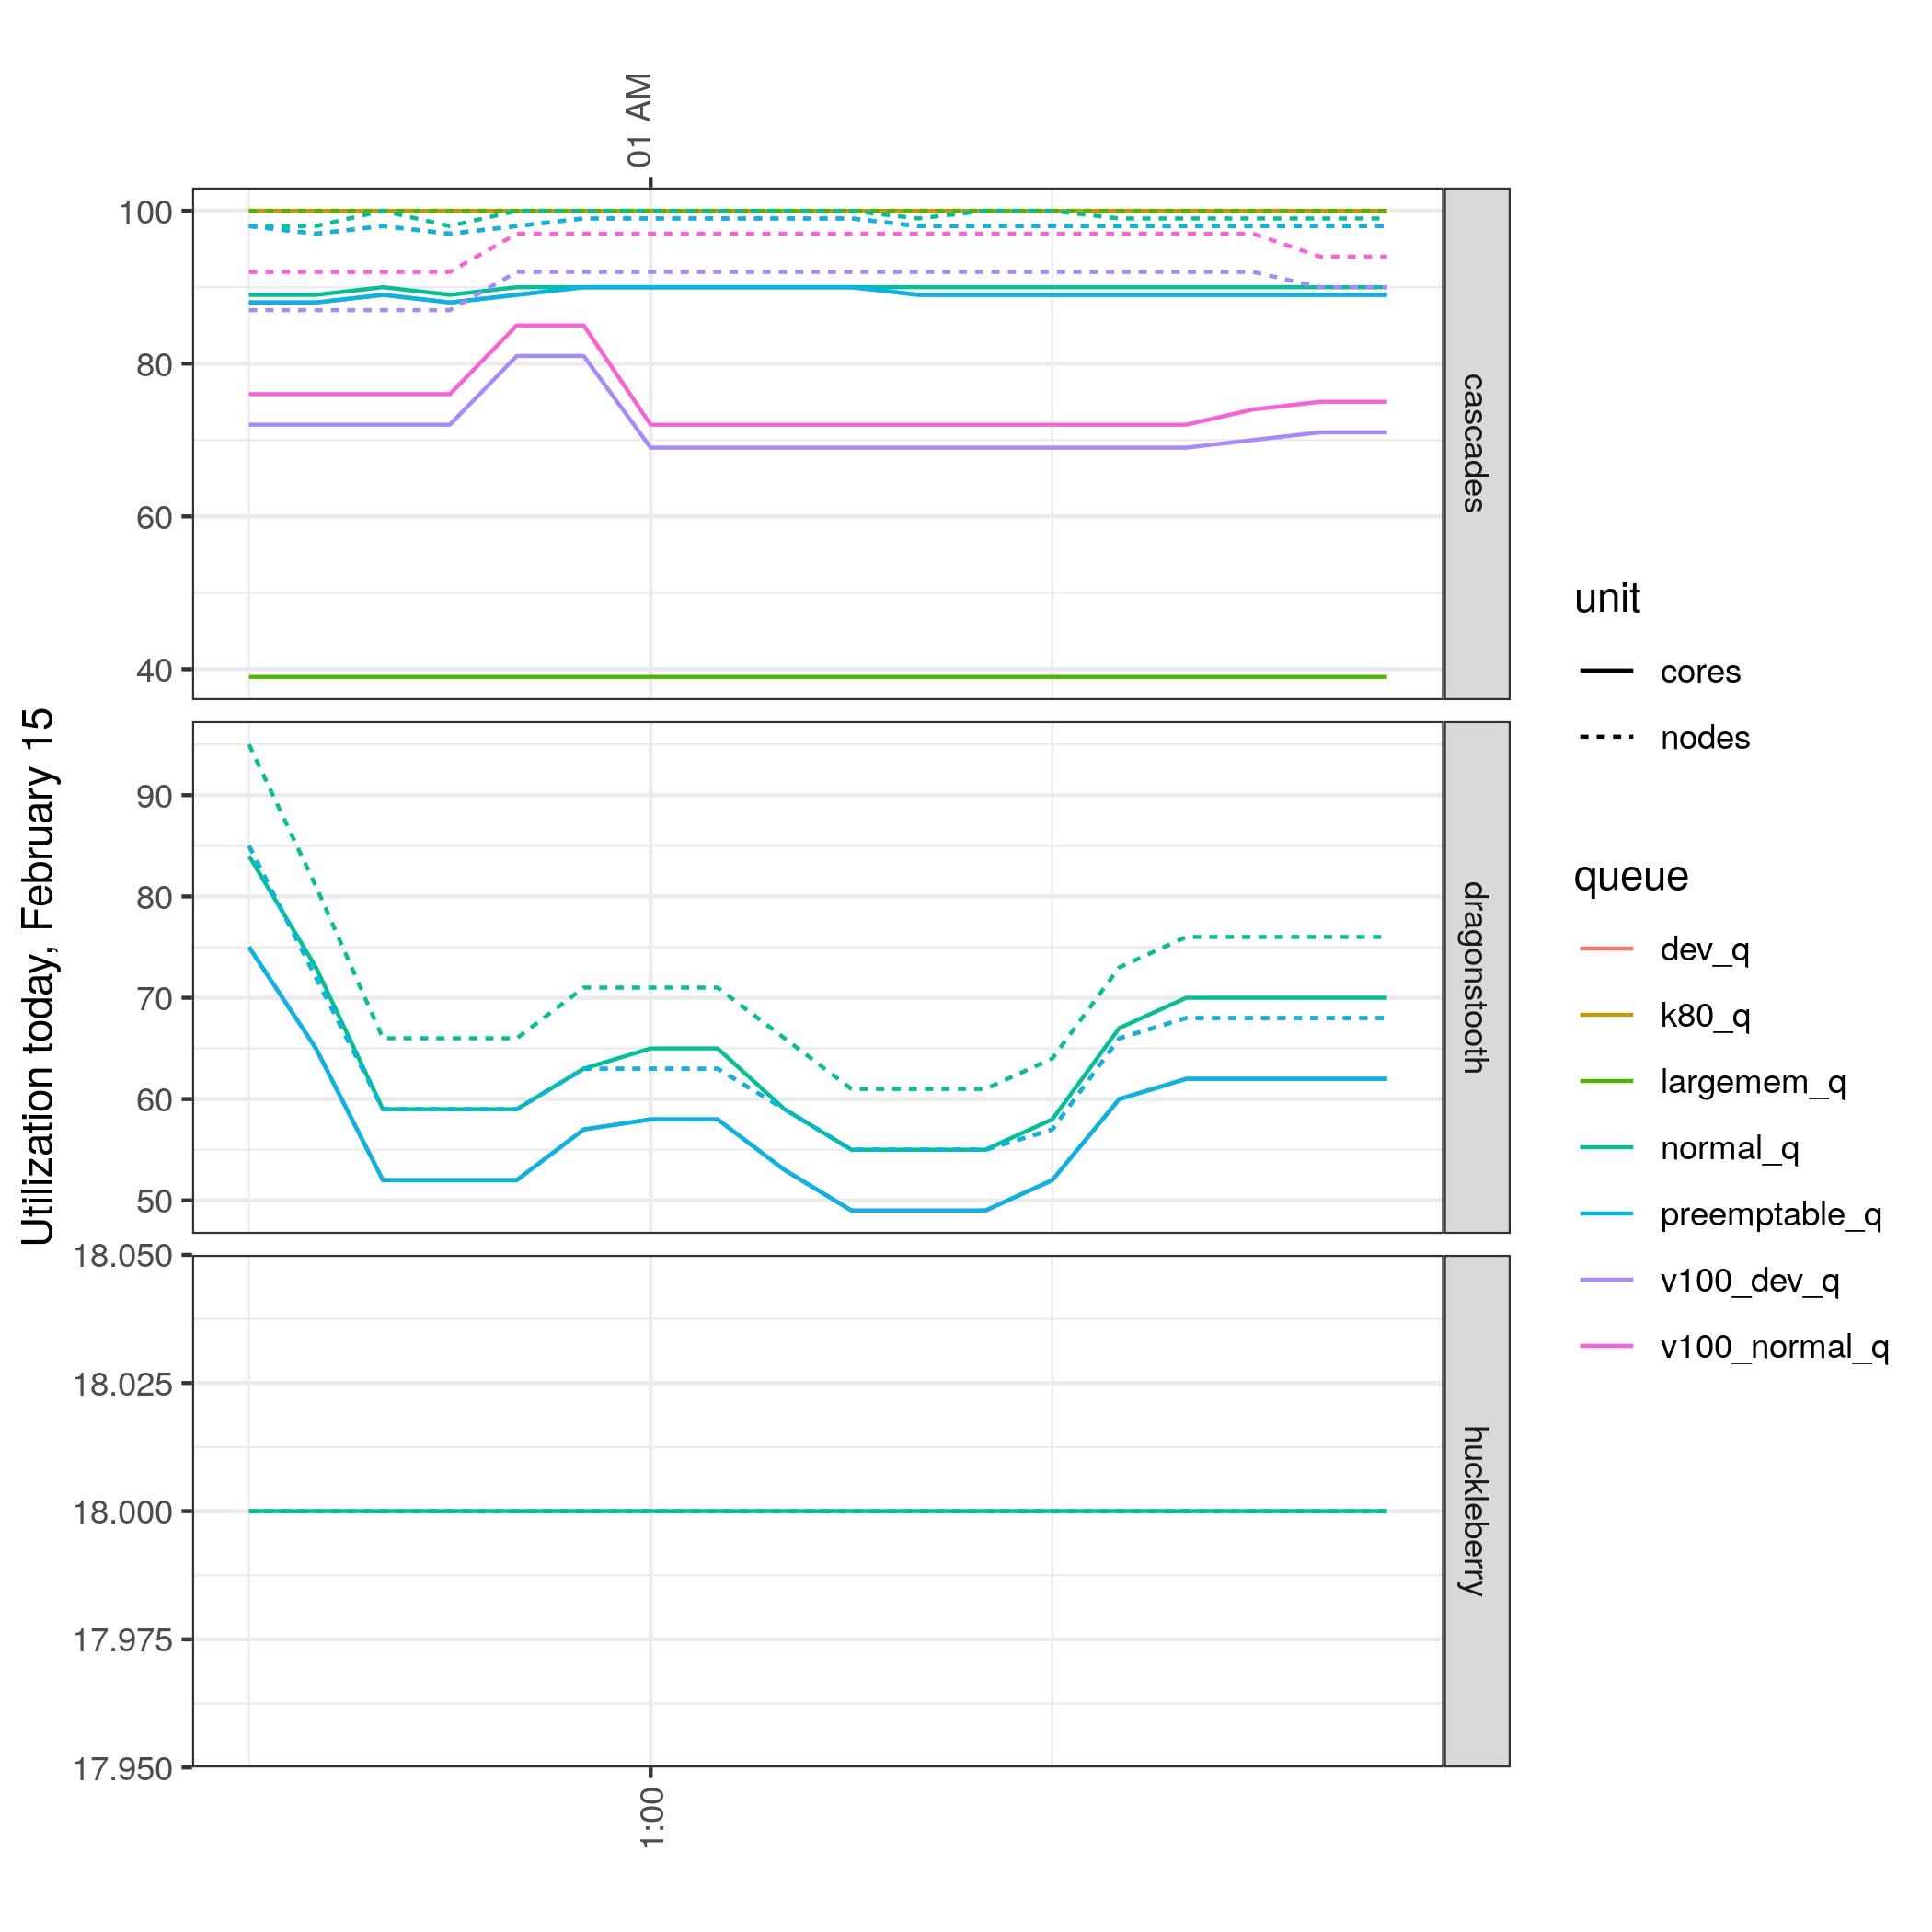 01 AM
Utilization today, February 15
100
80
60
40
cascades
90
80
70
60
50
dragonstooth
18.050
18.025
18.000
17.975
17.950
huckleberry
1:00
unit
cores
nodes
queue
dev_q
k80_q
largemem_q
normal_q
preemptable_q
v100_dev_q
v100_normal_q